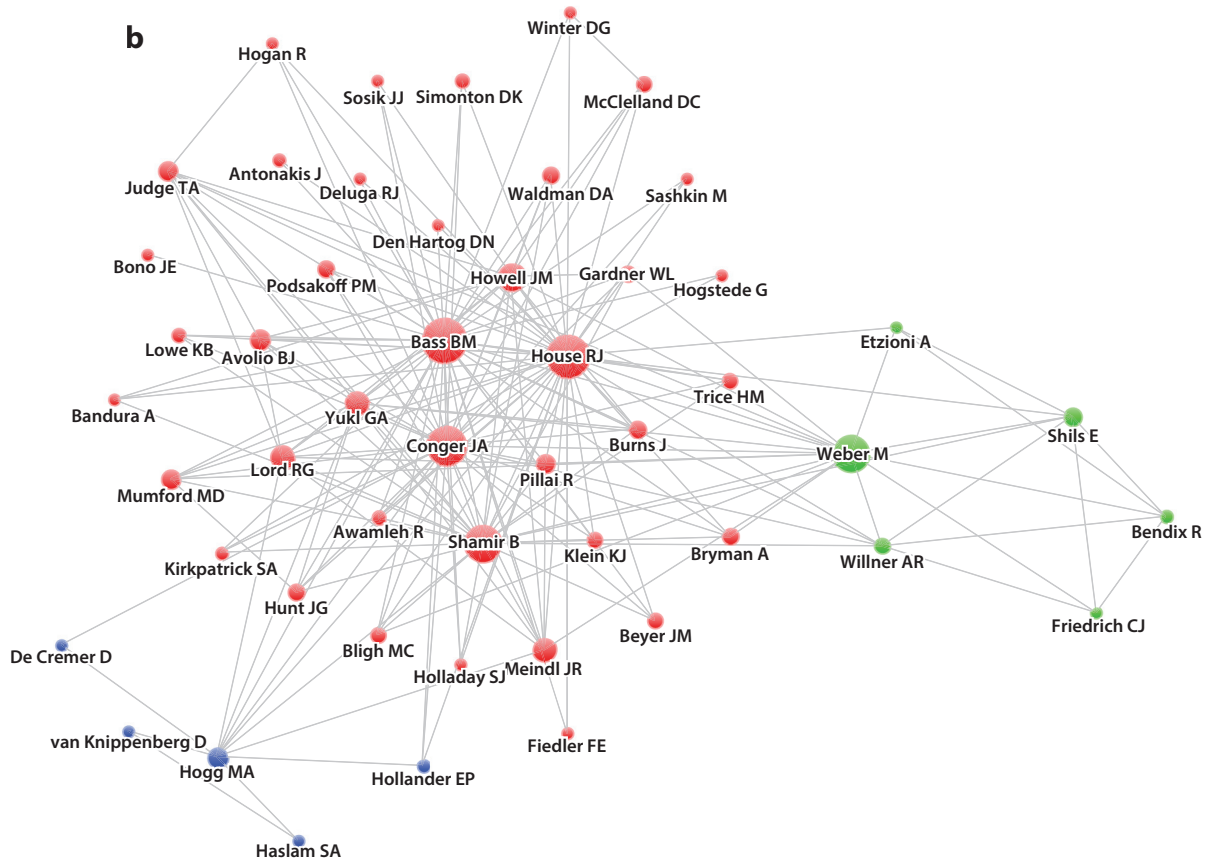 b
Winter DG
Hogan R
Sosik JJ
Simonton DK
McClelland DC
Antonakis J
Judge TA
Deluga RJ
Waldman DA
Sashkin M
Den Hartog DN
Bono JE
Podsakoff PM
Howell JM
Gardner WL
Hogstede G
Lowe KB
Avolio BJ
Bass BM
House RJ
Etzioni A
Trice HM
Bandura A
Yukl GA
Conger JA
Burns J
Weber M
Shils E
Lord RG
Pillai R
Mumford MD
Awamleh R
Shamir B
Klein KJ
Bryman A
Willner AR
Bendix R
Kirkpatrick SA
Hunt JG
Friedrich CJ
Beyer JM
De Cremer D
Bligh MC
Holladay SJ
Meindl JR
van Knippenberg D
Fiedler FE
Hogg MA
Hollander EP
Haslam SA